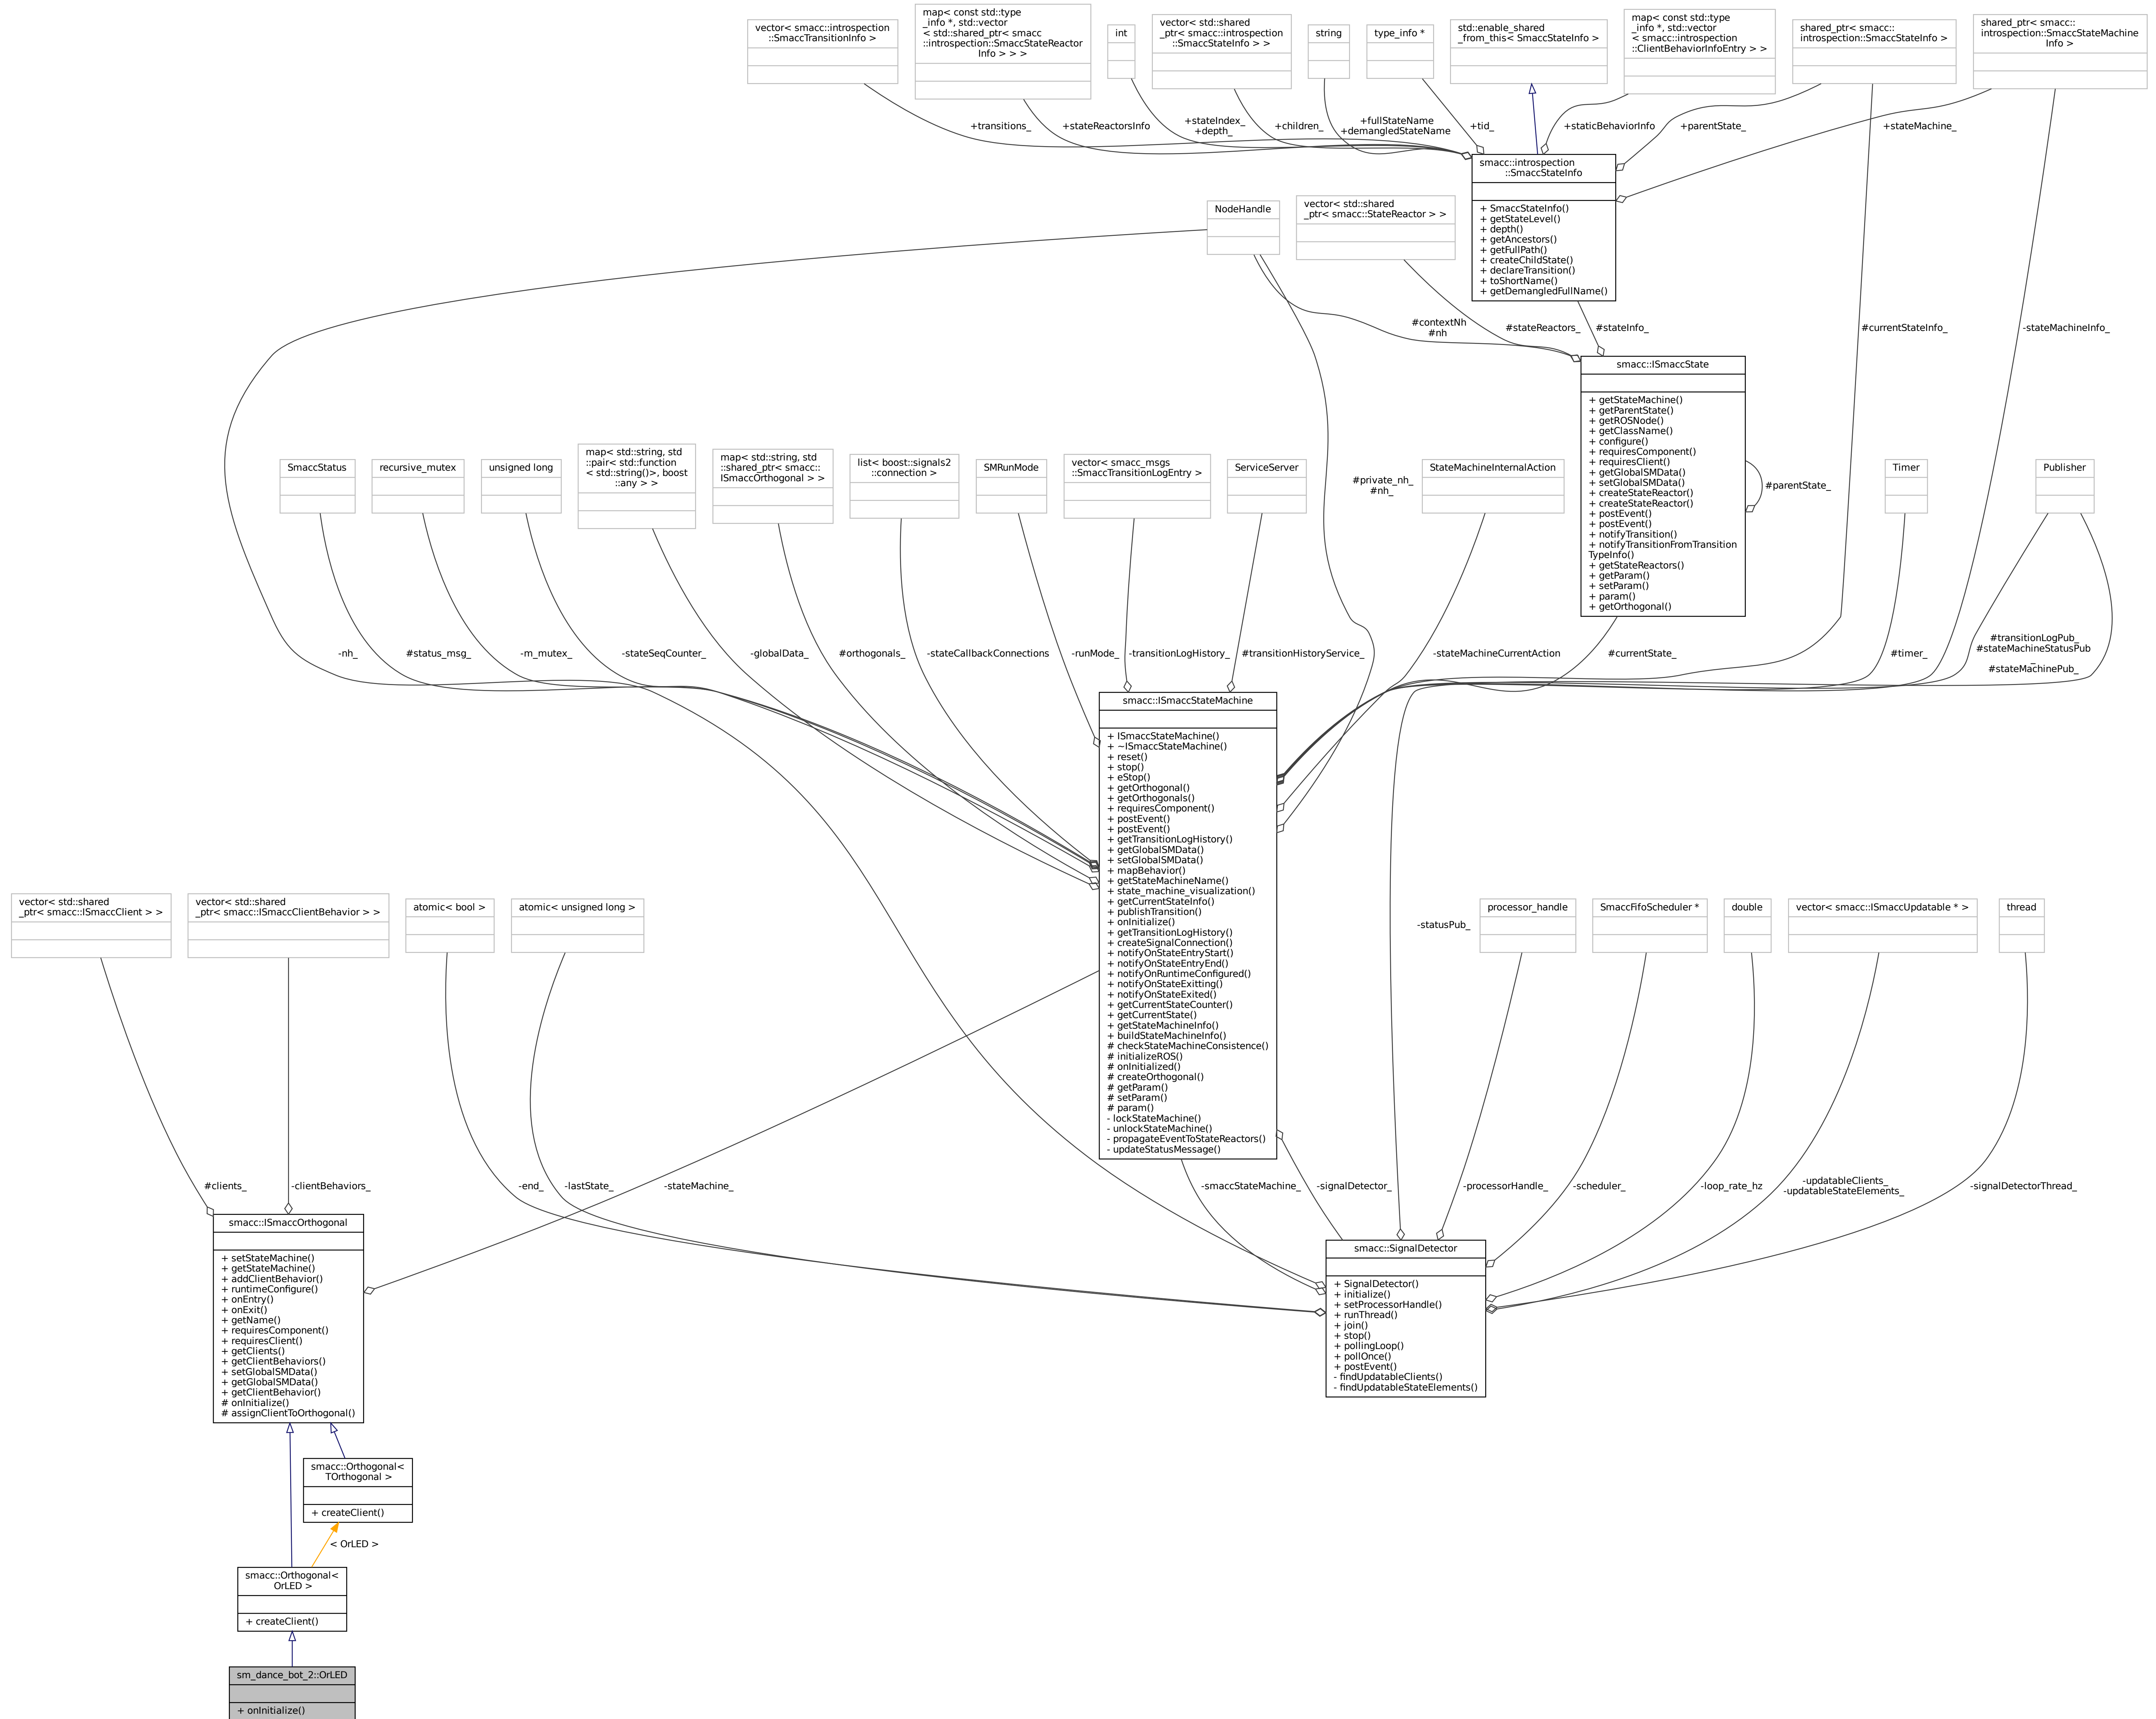 vector< smacc::introspection
::SmaccTransitionInfo >
map< const std::type
_info *, std::vector
< std::shared_ptr< smacc
::introspection::SmaccStateReactor
Info > > >
int
vector< std::shared
_ptr< smacc::introspection
::SmaccStateInfo > >
string
type_info *
std::enable_shared
_from_this< SmaccStateInfo >
map< const std::type
_info *, std::vector
< smacc::introspection
::ClientBehaviorInfoEntry > >
shared_ptr< smacc::
introspection::SmaccStateInfo >
shared_ptr< smacc::
introspection::SmaccStateMachine
Info >
+transitions_
+stateReactorsInfo
+stateIndex_
+depth_
+children_
+fullStateName
+demangledStateName
+tid_
+staticBehaviorInfo
+parentState_
+stateMachine_
smacc::introspection
::SmaccStateInfo
+ SmaccStateInfo()
+ getStateLevel()
+ depth()
+ getAncestors()
+ getFullPath()
+ createChildState()
+ declareTransition()
+ toShortName()
+ getDemangledFullName()
NodeHandle
vector< std::shared
_ptr< smacc::StateReactor > >
#contextNh
#nh
#stateReactors_
#stateInfo_
#currentStateInfo_
-stateMachineInfo_
smacc::ISmaccState
+ getStateMachine()
+ getParentState()
+ getROSNode()
+ getClassName()
+ configure()
+ requiresComponent()
+ requiresClient()
+ getGlobalSMData()
+ setGlobalSMData()
+ createStateReactor()
+ createStateReactor()
+ postEvent()
+ postEvent()
+ notifyTransition()
+ notifyTransitionFromTransition
TypeInfo()
+ getStateReactors()
+ getParam()
+ setParam()
+ param()
+ getOrthogonal()
#parentState_
SmaccStatus
recursive_mutex
unsigned long
map< std::string, std
::pair< std::function
< std::string()>, boost
::any > >
map< std::string, std
::shared_ptr< smacc::
ISmaccOrthogonal > >
list< boost::signals2
::connection >
SMRunMode
vector< smacc_msgs
::SmaccTransitionLogEntry >
ServiceServer
#private_nh_
#nh_
StateMachineInternalAction
Timer
Publisher
-nh_
#status_msg_
-m_mutex_
-stateSeqCounter_
-globalData_
#orthogonals_
-stateCallbackConnections
-runMode_
-transitionLogHistory_
#transitionHistoryService_
-stateMachineCurrentAction
#currentState_
#timer_
#transitionLogPub_
#stateMachineStatusPub
_
#stateMachinePub_
smacc::ISmaccStateMachine
+ ISmaccStateMachine()
+ ~ISmaccStateMachine()
+ reset()
+ stop()
+ eStop()
+ getOrthogonal()
+ getOrthogonals()
+ requiresComponent()
+ postEvent()
+ postEvent()
+ getTransitionLogHistory()
+ getGlobalSMData()
+ setGlobalSMData()
+ mapBehavior()
+ getStateMachineName()
+ state_machine_visualization()
+ getCurrentStateInfo()
+ publishTransition()
+ onInitialize()
+ getTransitionLogHistory()
+ createSignalConnection()
+ notifyOnStateEntryStart()
+ notifyOnStateEntryEnd()
+ notifyOnRuntimeConfigured()
+ notifyOnStateExitting()
+ notifyOnStateExited()
+ getCurrentStateCounter()
+ getCurrentState()
+ getStateMachineInfo()
+ buildStateMachineInfo()
# checkStateMachineConsistence()
# initializeROS()
# onInitialized()
# createOrthogonal()
# getParam()
# setParam()
# param()
- lockStateMachine()
- unlockStateMachine()
- propagateEventToStateReactors()
- updateStatusMessage()
vector< std::shared
_ptr< smacc::ISmaccClient > >
vector< std::shared
_ptr< smacc::ISmaccClientBehavior > >
atomic< bool >
atomic< unsigned long >
-statusPub_
processor_handle
SmaccFifoScheduler *
double
vector< smacc::ISmaccUpdatable * >
thread
#clients_
-clientBehaviors_
-end_
-lastState_
-stateMachine_
-smaccStateMachine_
-signalDetector_
-processorHandle_
-scheduler_
-loop_rate_hz
-updatableClients_
-updatableStateElements_
-signalDetectorThread_
smacc::ISmaccOrthogonal
+ setStateMachine()
+ getStateMachine()
+ addClientBehavior()
+ runtimeConfigure()
+ onEntry()
+ onExit()
+ getName()
+ requiresComponent()
+ requiresClient()
+ getClients()
+ getClientBehaviors()
+ setGlobalSMData()
+ getGlobalSMData()
+ getClientBehavior()
# onInitialize()
# assignClientToOrthogonal()
smacc::SignalDetector
+ SignalDetector()
+ initialize()
+ setProcessorHandle()
+ runThread()
+ join()
+ stop()
+ pollingLoop()
+ pollOnce()
+ postEvent()
- findUpdatableClients()
- findUpdatableStateElements()
smacc::Orthogonal<
TOrthogonal >
+ createClient()
< OrLED >
smacc::Orthogonal<
OrLED >
+ createClient()
sm_dance_bot_2::OrLED
+ onInitialize()